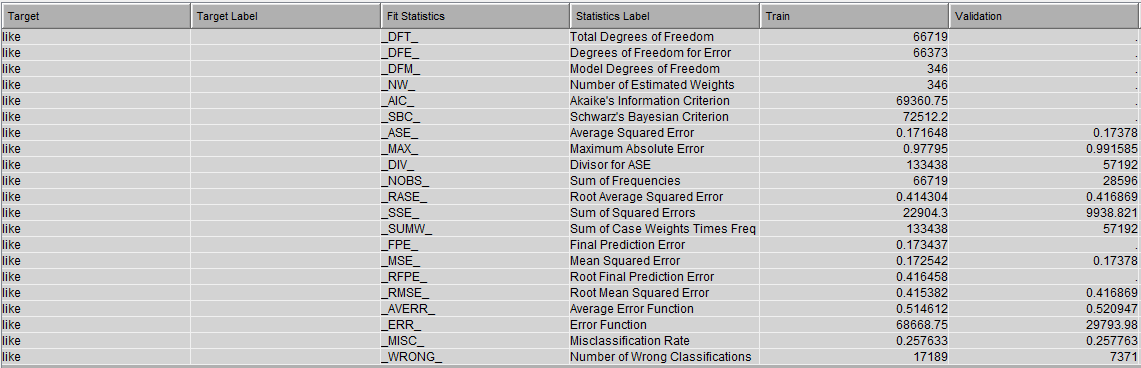 Target Target Label Fit Statistics Statistics Label Train Validation
like _DFT_ Total Degrees of Freedom 66719 .
like _DFE_ Degrees of Freedom for Error 66373 .
like _DFM_ Model Degrees of Freedom 346 .
like _NW_ Number of Estimated Weights 346 .
like _AIC_ Akaike's Information Criterion 69360.75 .
like _SBC_ Schwarz's Bayesian Criterion 72512.2 .
like _ASE_ Average Squared Error 0.171648 0.17378
like _MAX_ Maximum Absolute Error 0.97795 0.991585
like _DIV_ Divisor for ASE 133438 57192
like _NOBS_ Sum of Frequencies 66719 28596
like _RASE_ Root Average Squared Error 0.414304 0.416869
like _SSE_ Sum of Squared Errors 22904.3 9938.821
like _SUMW_ Sum of Case Weights Times Freq 133438 57192
like _FPE_ Final Prediction Error 0.173437 .
like _MSE_ Mean Squared Error 0.172542 0.17378
like _RFPE_ Root Final Prediction Error 0.416458 .
like _RMSE_ Root Mean Squared Error 0.415382 0.416869
like _AVERR_ Average Error Function 0.514612 0.520947
like _ERR_ Error Function 68668.75 29793.98
like _MISC_ Misclassification Rate 0.257633 0.257763
like _WRONG_ Number of Wrong Classifications 17189 7371